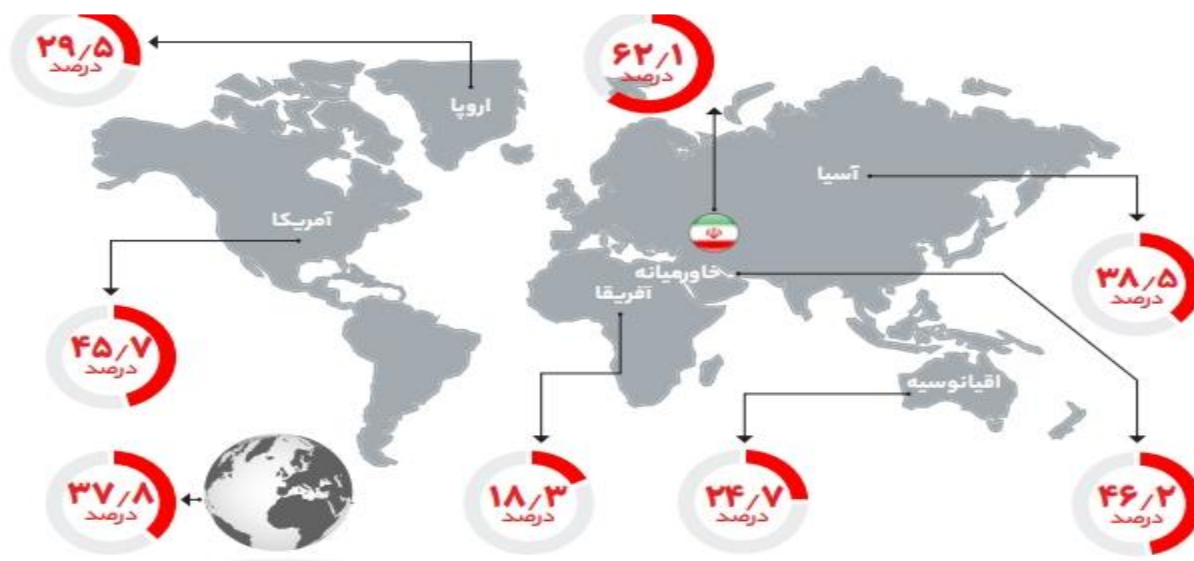 ۲۹٫۵
درصد
۶۲٫۱
درصد
اروپا
آسیا
آمریکا
خاورمیانه
آفریقا
۳۸٫۵
درصد
۴۵٫۷
درصد
اقیانوسیه
۳۷٫۸
درصد
۱۸٫۳
درصد
۲۴٫۷
درصد
۴۶٫۲
درصد